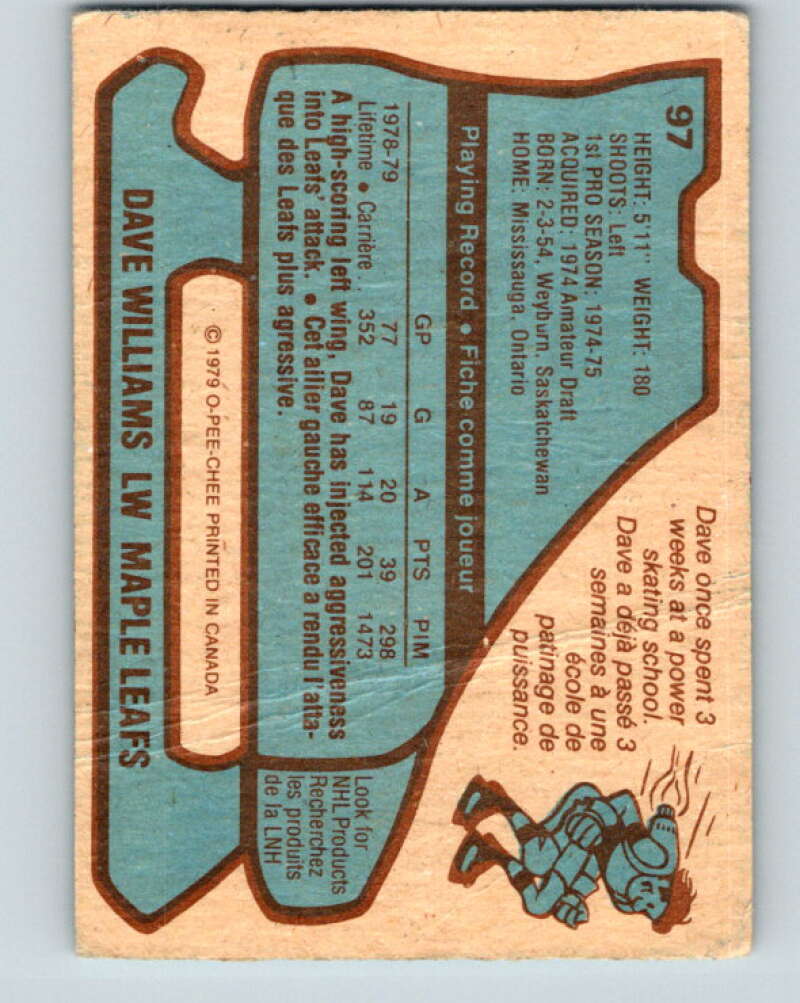 97
HEIGHT: 5'11" WEIGHT: 180
SHOOTS: Left
1st PRO SEASON: 1974-75
ACQUIRED: 1974 Amateur Draft
BORN: 2-3-54, Weyburn, Saskatchewan
HOME: Mississauga, Ontario
Dave once spent 3
weeks at a power
skating school.
Dave a déjà passé 3
semaines à une
école de
patinage de
puissance.
Playing Record • Fiche comme joueur
GP G A PTS PIM
1978-79 77 19 20 39 298
Lifetime • Carrière . . 352 87 114 201 1473
A high-scoring left wing, Dave has injected aggressiveness
into Leafs' attack. • Cet ailier gauche efficace a rendu l'atta-
que des Leafs plus agressive.
Look for
NHL Products
Recherchez
les produits
de la LNH
© 1979 O-PEE-CHEE PRINTED IN CANADA
DAVE WILLIAMS LW MAPLE LEAFS